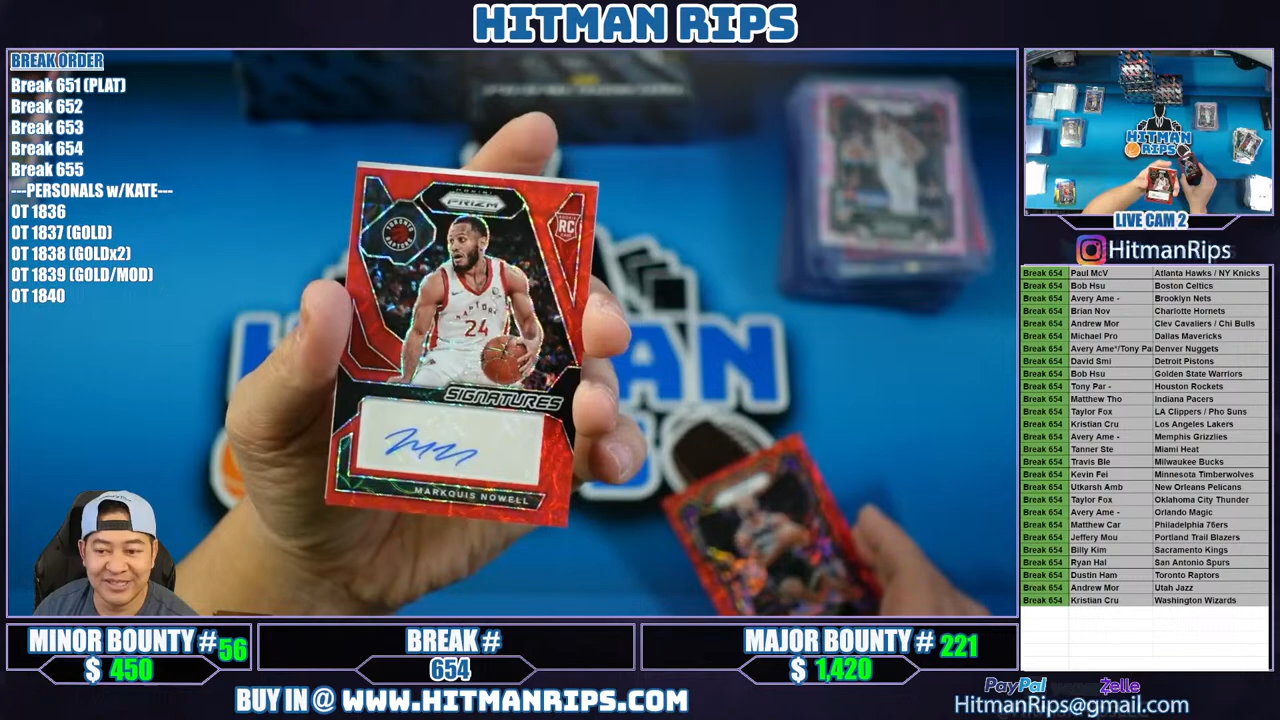 HITMAN RIPS
BREAK ORDER
Break 651 (PLAT)
Break 652
Break 653
Break 654
Break 655
---PERSONALS w/KATE---
OT 1836
OT 1837 (GOLD)
OT 1838 (GOLDx2)
OT 1839 (GOLD/MOD)
OT 1840
PANINI
PRIZM
ROOKIE
RC
RAPTORS
24
SIGNATURES
MARKQUIS NOWELL
HITMAN
RIPS
LIVE CAM 2
HitmanRips
Break 654 Paul McV Atlanta Hawks / NY Knicks
Break 654 Bob Hsu Boston Celtics
Break 654 Avery Ame - Brooklyn Nets
Break 654 Brian Nov Charlotte Hornets
Break 654 Andrew Mor Clev Cavaliers / Chi Bulls
Break 654 Michael Pro Dallas Mavericks
Break 654 Avery Ame*/Tony Pa Denver Nuggets
Break 654 David Smi Detroit Pistons
Break 654 Bob Hsu Golden State Warriors
Break 654 Tony Par - Houston Rockets
Break 654 Matthew Tho Indiana Pacers
Break 654 Taylor Fox LA Clippers / Pho Suns
Break 654 Kristian Cru Los Angeles Lakers
Break 654 Avery Ame - Memphis Grizzlies
Break 654 Tanner Ste Miami Heat
Break 654 Travis Ble Milwaukee Bucks
Break 654 Kevin Fei Minnesota Timberwolves
Break 654 Utkarsh Amb New Orleans Pelicans
Break 654 Taylor Fox Oklahoma City Thunder
Break 654 Avery Ame - Orlando Magic
Break 654 Matthew Car Philadelphia 76ers
Break 654 Jeffery Mou Portland Trail Blazers
Break 654 Billy Kim Sacramento Kings
Break 654 Ryan Hal San Antonio Spurs
Break 654 Dustin Ham Toronto Raptors
Break 654 Andrew Mor Utah Jazz
Break 654 Kristian Cru Washington Wizards
MINOR BOUNTY # 56
$ 450
BREAK #
654
MAJOR BOUNTY # 221
$ 1,420
BUY IN @ WWW.HITMANRIPS.COM
PayPal Zelle
HitmanRips@gmail.com